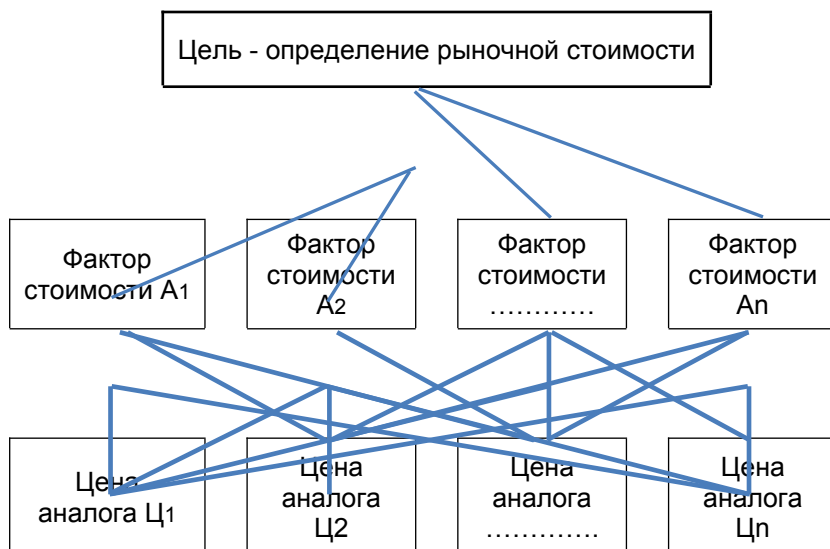 Цель - определение рыночной стоимости
Фактор
стоимости А1
Фактор
стоимости
А2
Фактор
стоимости
............
Фактор
стоимости
Аn
Цена
аналога Ц1
Цена
аналога
Ц2
Цена
аналога
.............
Цена
аналога
Цn